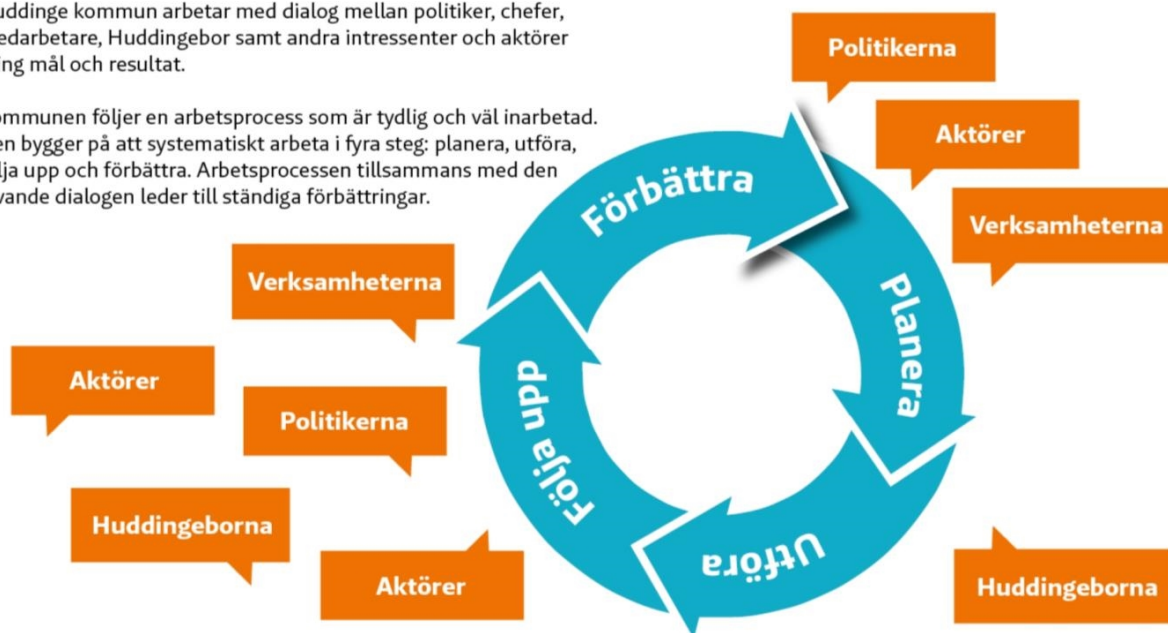 uddinge kommun arbetar med dialog mellan politiker, chefer,
edarbetare, Huddingebor samt andra intressenter och aktörer
ing mål och resultat.
ommunen följer en arbetsprocess som är tydlig och väl inarbetad.
en bygger på att systematiskt arbeta i fyra steg: planera, utföra,
lja upp och förbättra. Arbetsprocessen tillsammans med den
vande dialogen leder till ständiga förbättringar.
Politikerna
Aktörer
Verksamheterna
Förbättra
Planera
Utföra
Följa upp
Verksamheterna
Aktörer
Politikerna
Huddingeborna
Aktörer
Huddingeborna